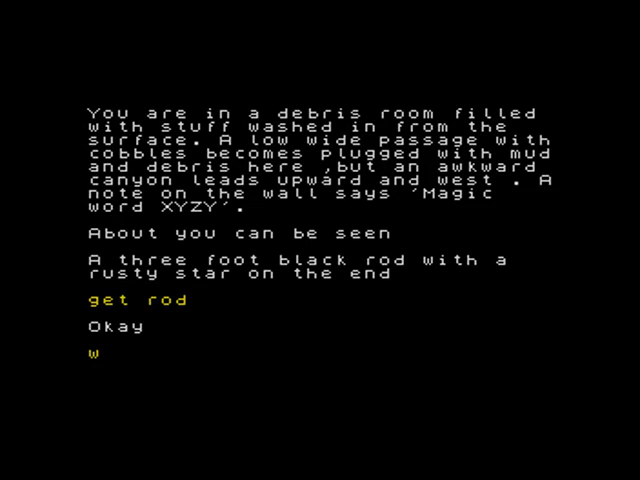 You are in a debris room filled
with stuff washed in from the
surface. A low wide passage with
cobbles becomes plugged with mud
and debris here ,but an awkward
canyon leads upward and west . A
note on the wall says 'Magic
word XYZY'.
About you can be seen
A three foot black rod with a
rusty star on the end
get rod
Okay
w